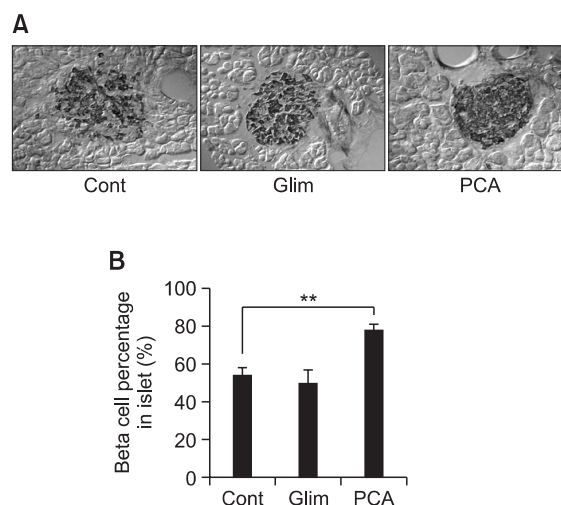 A
Cont Glim PCA
B
Beta cell percentage
in islet (%)
100
80
60
40
20
0
**
Cont Glim PCA